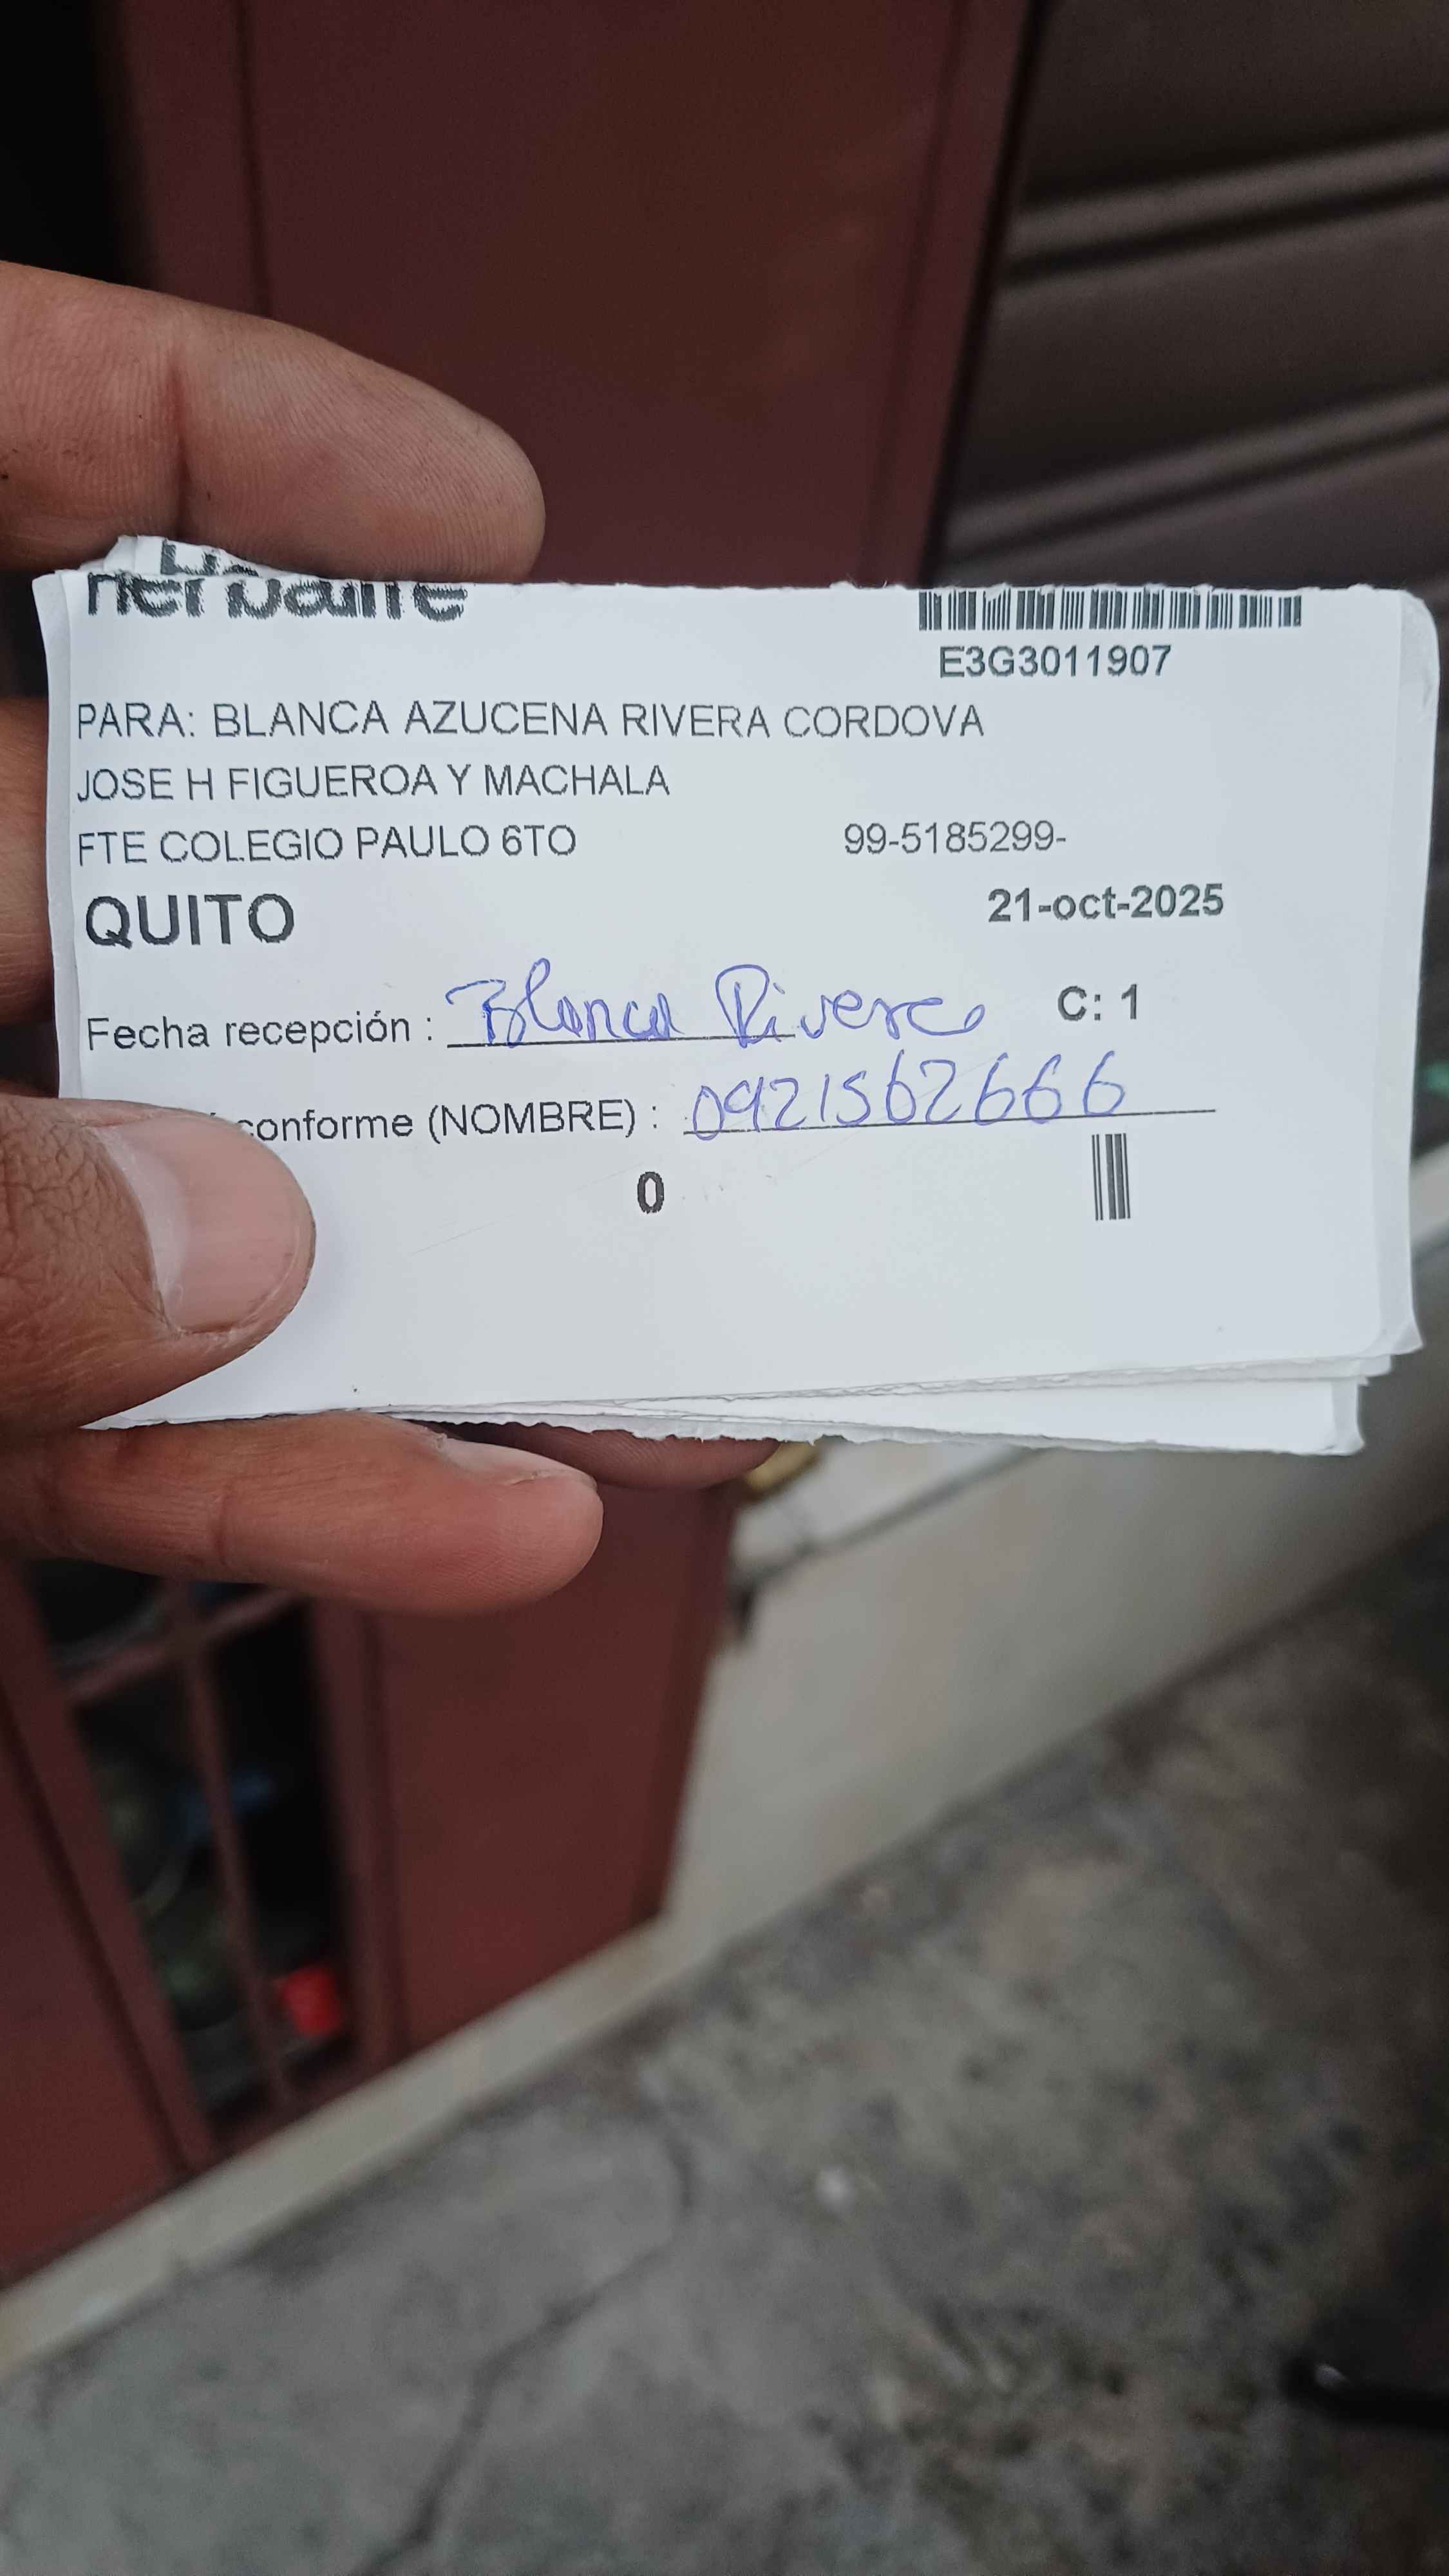 herbalife
E3G3011907
PARA: BLANCA AZUCENA RIVERA CORDOVA
JOSE H FIGUEROA Y MACHALA
FTE COLEGIO PAULO 6TO 99-5185299-
QUITO 21-oct-2025
Fecha recepción : Blanca Rivera C: 1
conforme (NOMBRE) : 0921562666
0